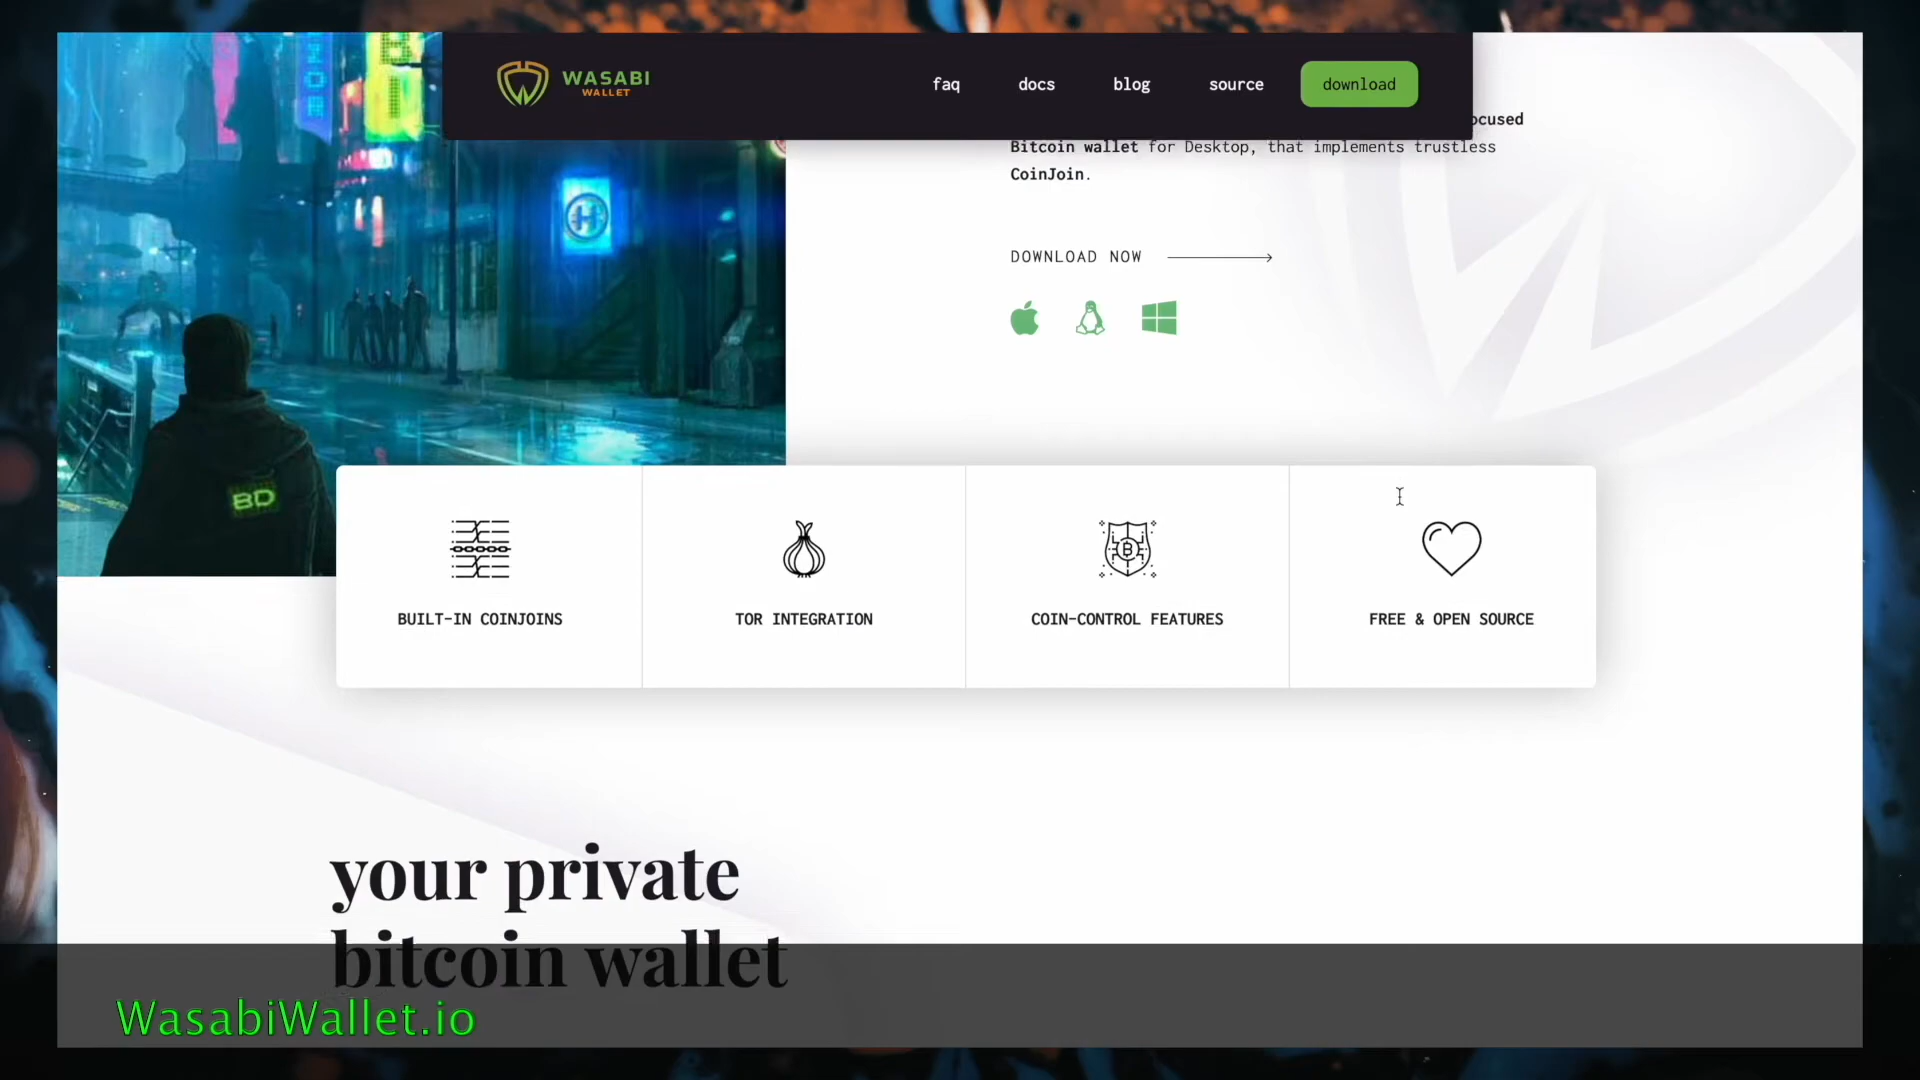 WASABI
WALLET
faq
docs
blog
source
download
ocused
Bitcoin wallet for Desktop, that implements trustless
CoinJoin.
DOWNLOAD NOW
BD
BUILT-IN COINJOINS
TOR INTEGRATION
COIN-CONTROL FEATURES
FREE & OPEN SOURCE
your private
bitcoin wallet
WasabiWallet.io